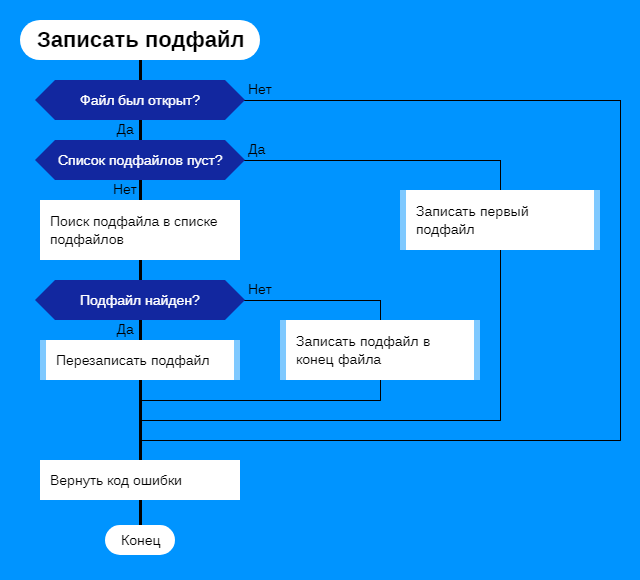 Записать подфайл
Файл был открыт?
Нет
Да
Список подфайлов пуст?
Да
Нет
Поиск подфайла в списке
подфайлов
Записать первый
подфайл
Подфайл найден?
Нет
Да
Перезаписать подфайл
Записать подфайл в
конец файла
Вернуть код ошибки
Конец